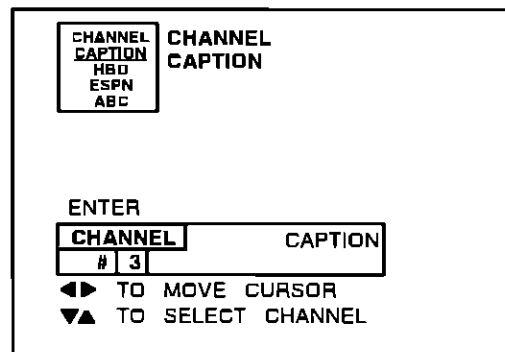 CHANNEL
CAPTION
HBO
ESPN
ABC
CHANNEL
CAPTION
ENTER
CHANNEL CAPTION
# 3
◀▶ TO MOVE CURSOR
▼▲ TO SELECT CHANNEL